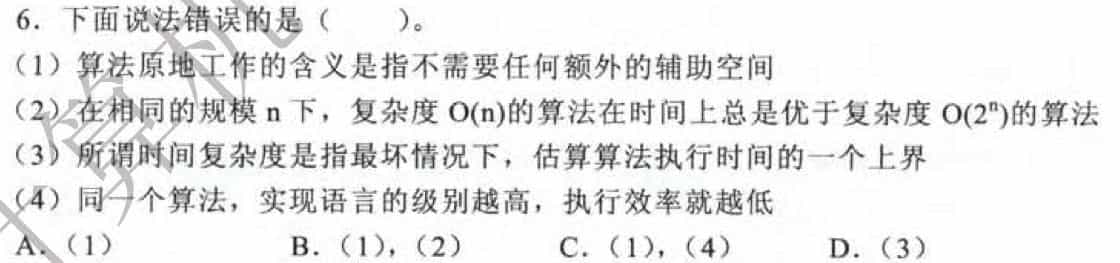 6．下面说法错误的是（　　）。
（1）算法原地工作的含义是指不需要任何额外的辅助空间
（2）在相同的规模 n 下，复杂度 O(n)的算法在时间上总是优于复杂度 O(2ⁿ)的算法
（3）所谓时间复杂度是指最坏情况下，估算算法执行时间的一个上界
（4）同一个算法，实现语言的级别越高，执行效率就越低
A．（1）　　B．（1），（2）　　C．（1），（4）　　D．（3）
算机